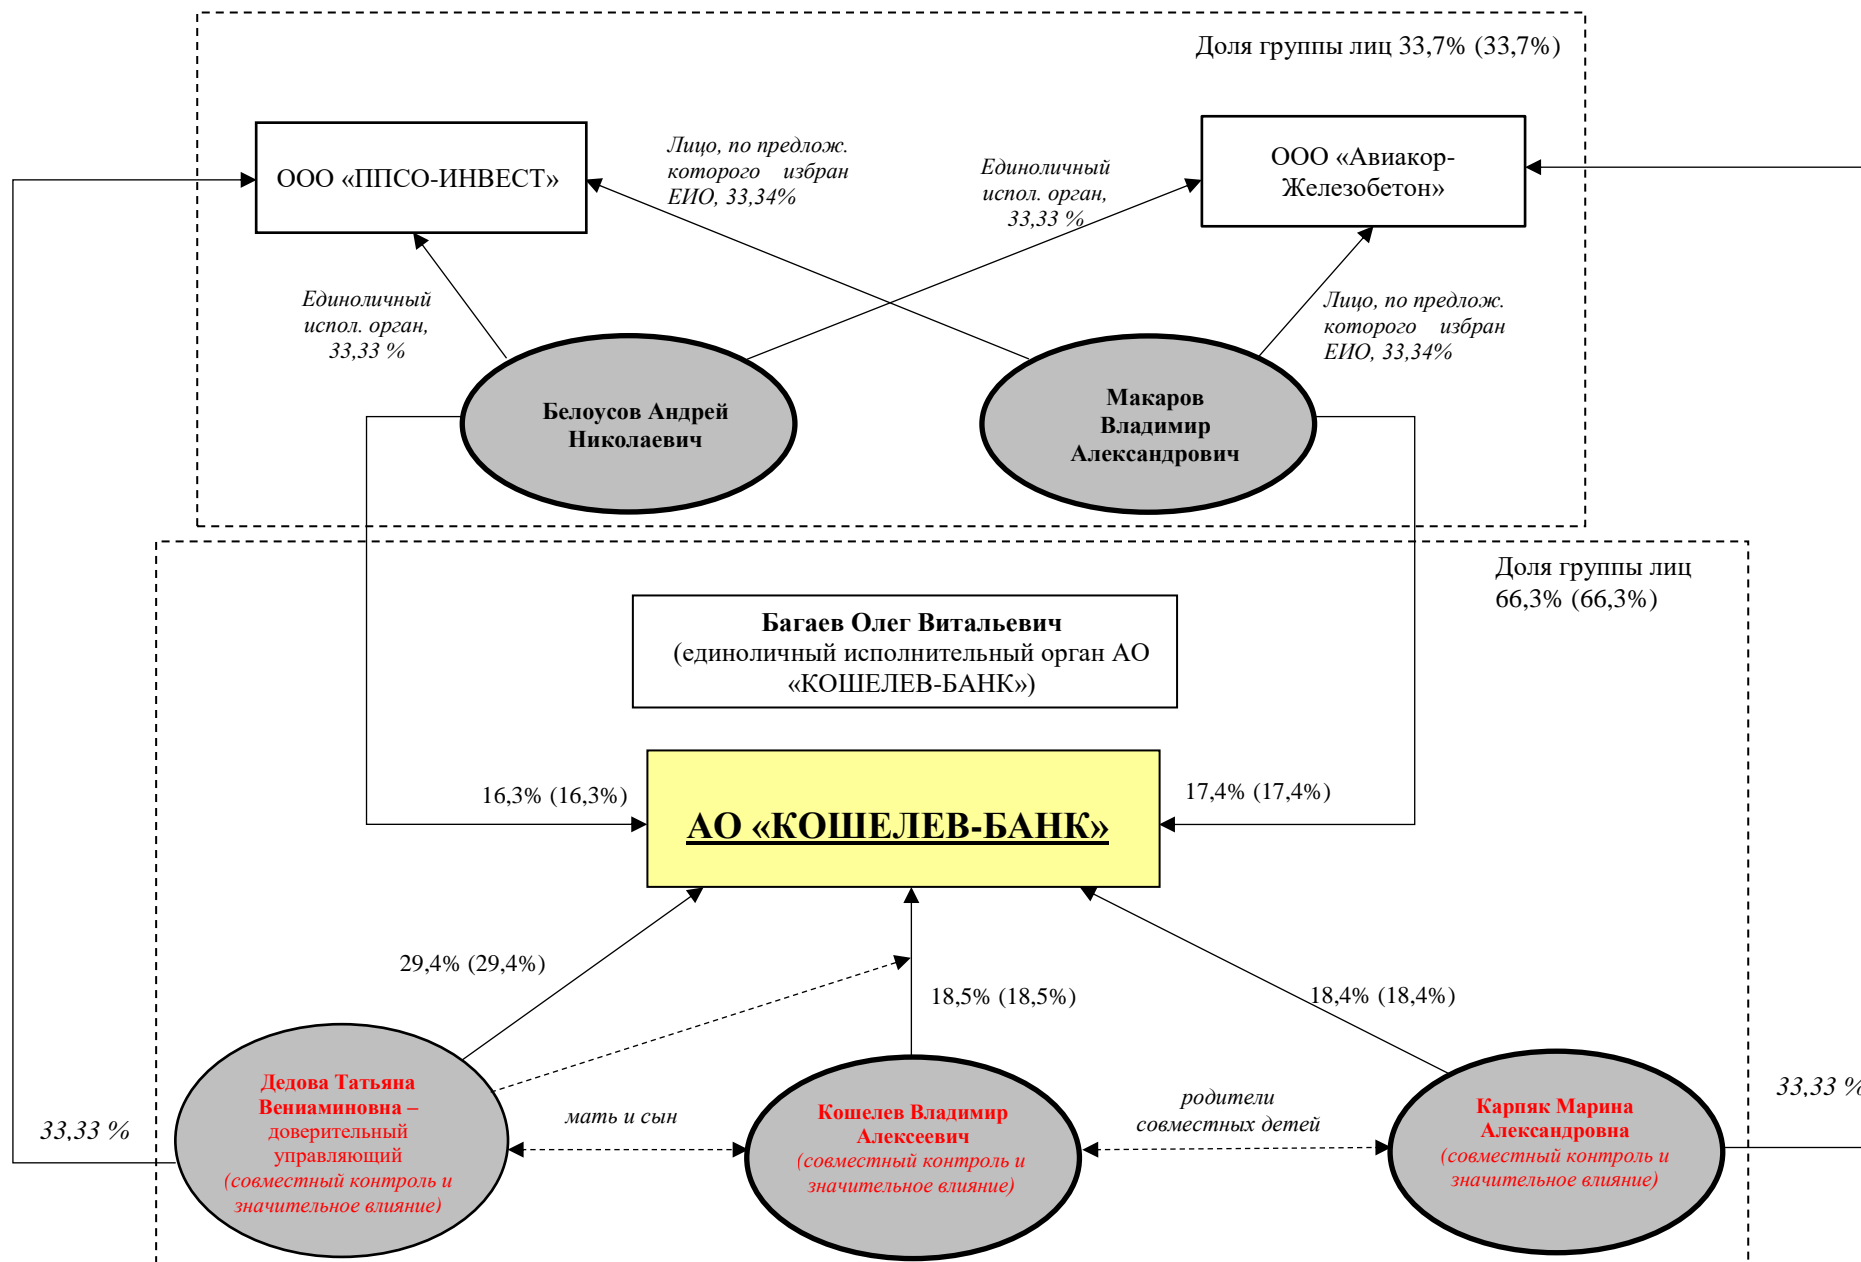 Доля группы лиц 33,7% (33,7%)
ООО «ППСО-ИНВЕСТ»
Лицо, по предлож.
которого избран
ЕИО, 33,34%
Единоличный
испол. орган,
33,33 %
ООО «Авиакор-
Железобетон»
Единоличный
испол. орган,
33,33 %
Лицо, по предлож.
которого избран
ЕИО, 33,34%
Белоусов Андрей
Николаевич
Макаров
Владимир
Александрович
Доля группы лиц
66,3% (66,3%)
Багаев Олег Витальевич
(единоличный исполнительный орган АО
«КОШЕЛЕВ-БАНК»)
16,3% (16,3%)
17,4% (17,4%)
АО «КОШЕЛЕВ-БАНК»
29,4% (29,4%)
18,5% (18,5%)
18,4% (18,4%)
33,33 %
Дедова Татьяна
Вениаминовна –
доверительный
управляющий
(совместный контроль и
значительное влияние)
мать и сын
Кошелев Владимир
Алексеевич
(совместный контроль и
значительное влияние)
родители
совместных детей
Карпяк Марина
Александровна
(совместный контроль и
значительное влияние)
33,33 %